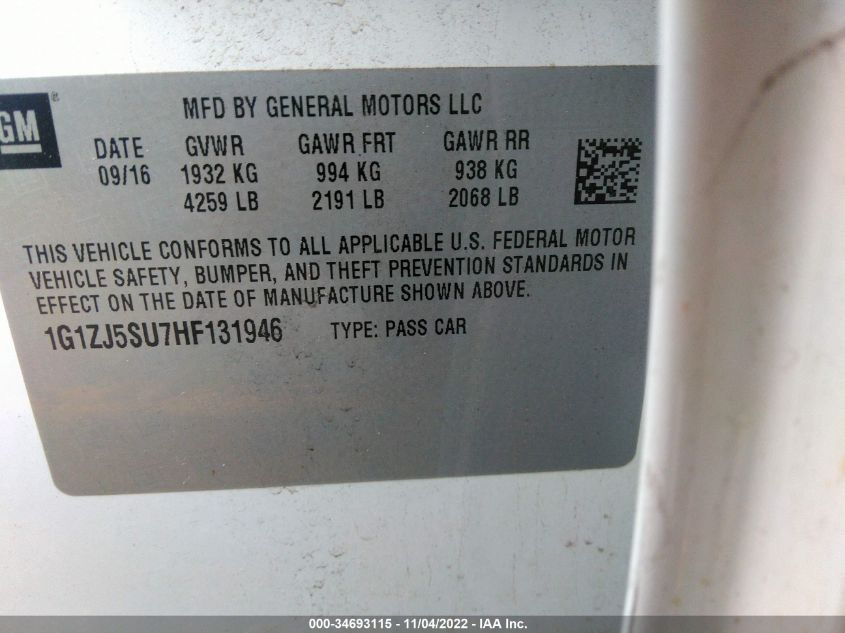 GM®
MFD BY GENERAL MOTORS LLC
DATE GVWR GAWR FRT GAWR RR
09/16 1932 KG 994 KG 938 KG
4259 LB 2191 LB 2068 LB
THIS VEHICLE CONFORMS TO ALL APPLICABLE U.S. FEDERAL MOTOR
VEHICLE SAFETY, BUMPER, AND THEFT PREVENTION STANDARDS IN
EFFECT ON THE DATE OF MANUFACTURE SHOWN ABOVE.
1G1ZJ5SU7HF131946 TYPE: PASS CAR
000-34693115 - 11/04/2022 - IAA Inc.